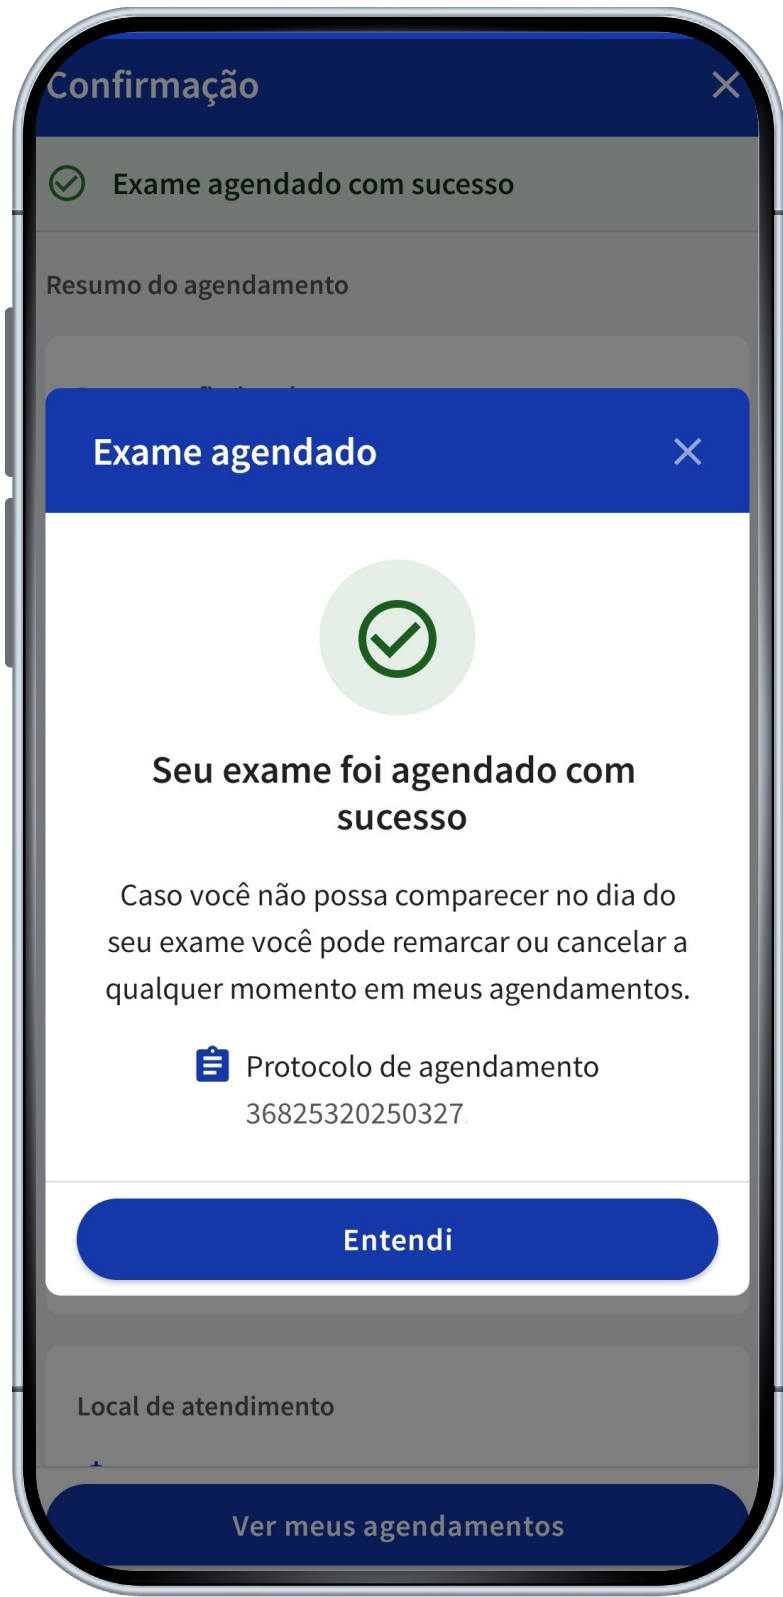 Confirmação
Exame agendado com sucesso
Resumo do agendamento
Exame agendado
Seu exame foi agendado com
sucesso
Caso você não possa comparecer no dia do
seu exame você pode remarcar ou cancelar a
qualquer momento em meus agendamentos.
Protocolo de agendamento
36825320250327
Entendi
Local de atendimento
Ver meus agendamentos